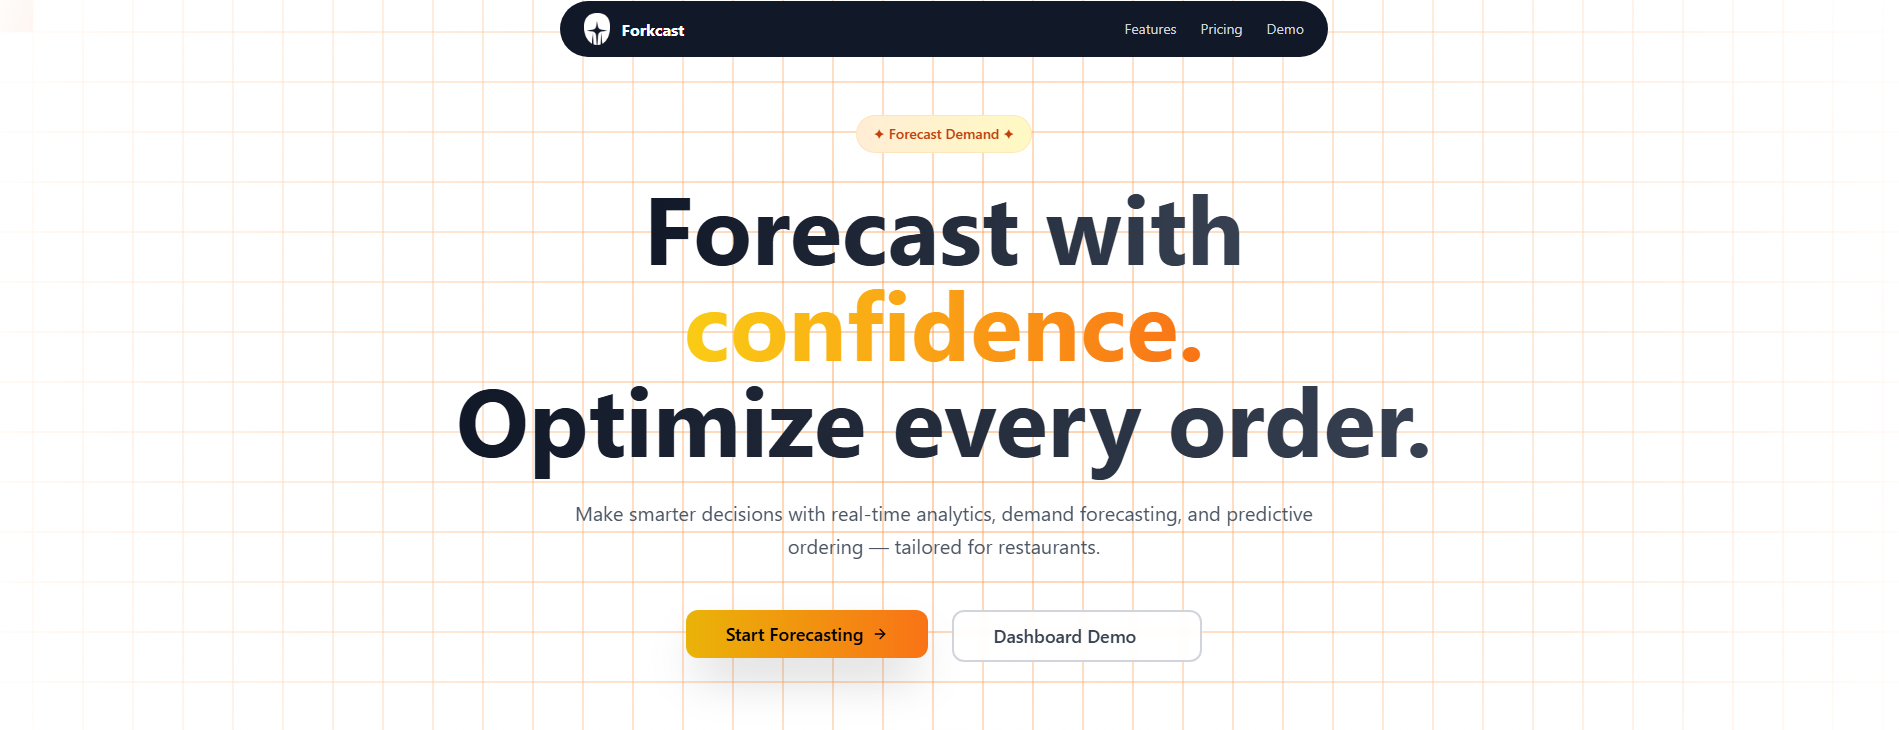 Forkcast
Features Pricing Demo
✦ Forecast Demand ✦
Forecast with
confidence.
Optimize every order.
Make smarter decisions with real-time analytics, demand forecasting, and predictive
ordering — tailored for restaurants.
Start Forecasting →
Dashboard Demo